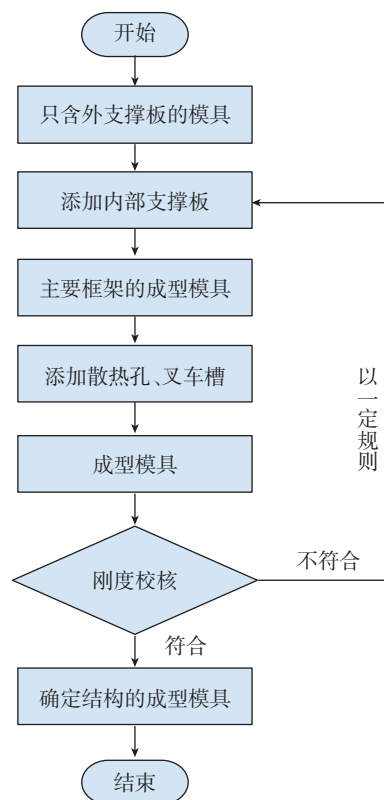 开始
只含外支撑板的模具
添加内部支撑板
主要框架的成型模具
添加散热孔、叉车槽
成型模具
刚度校核
不符合
以一定规则
符合
确定结构的成型模具
结束